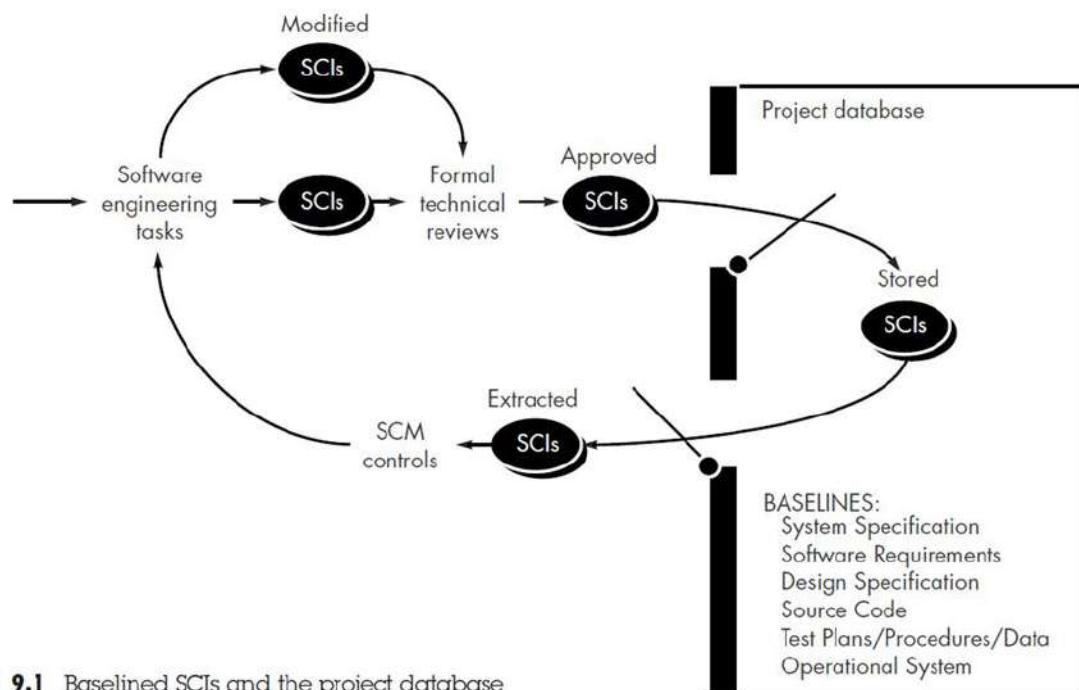 Modified
SCIs
Project database
Software
engineering
tasks
SCIs
Formal
technical
reviews
Approved
SCIs
Stored
SCIs
Extracted
SCIs
SCM
controls
BASELINES:
System Specification
Software Requirements
Design Specification
Source Code
Test Plans/Procedures/Data
Operational System
9.1 Baselined SCIs and the project database